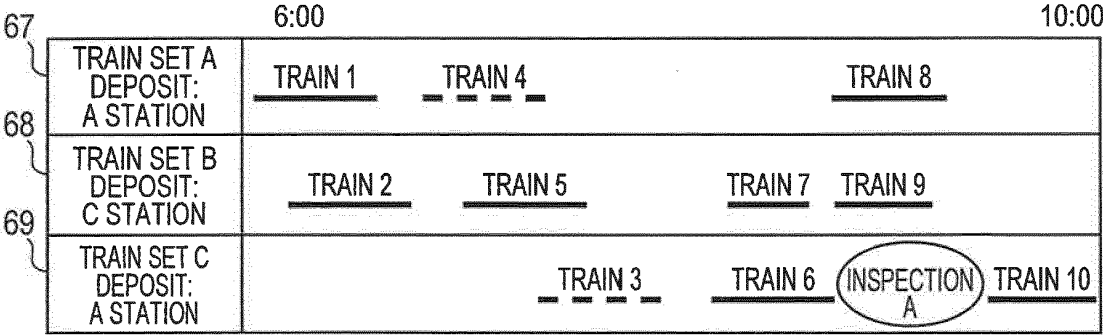 6:00 10:00
67
TRAIN SET A
DEPOSIT:
A STATION
TRAIN 1 TRAIN 4 TRAIN 8
68
TRAIN SET B
DEPOSIT:
C STATION
TRAIN 2 TRAIN 5 TRAIN 7 TRAIN 9
69
TRAIN SET C
DEPOSIT:
A STATION
TRAIN 3 TRAIN 6 INSPECTION
A
TRAIN 10